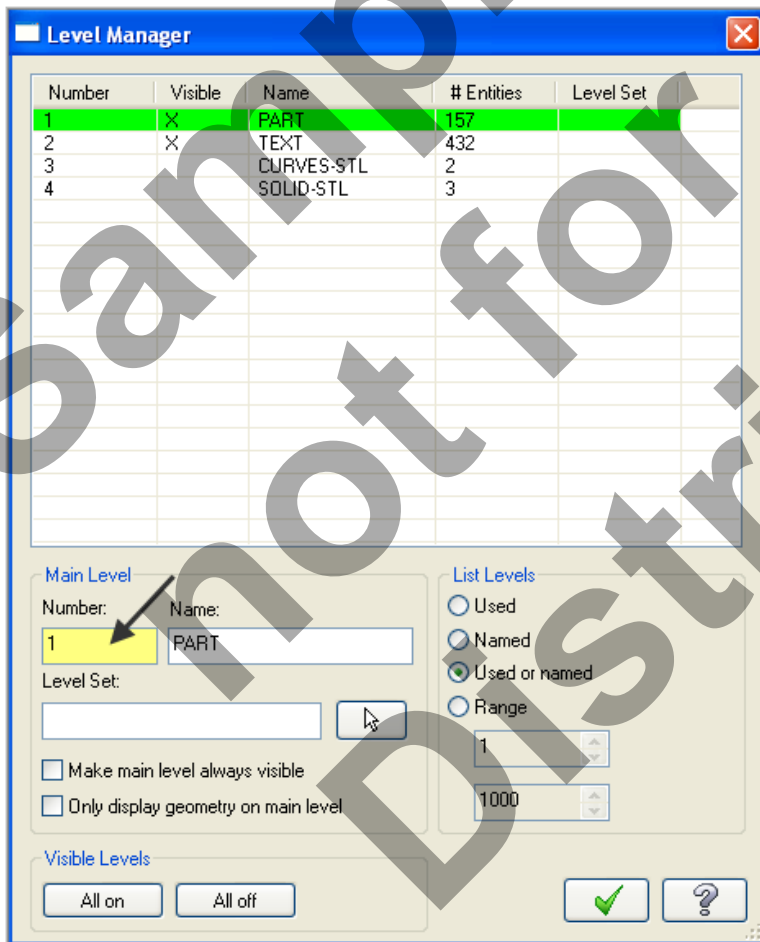 Level Manager
Number Visible Name # Entities Level Set
1 X PART 157
2 X TEXT 432
3 CURVES-STL 2
4 SOLID-STL 3
Main Level
Number: Name:
1 PART
Level Set:
Make main level always visible
Only display geometry on main level
List Levels
Used
Named
Used or named
Range
1
1000
Visible Levels
All on All off
Sampl
not for
Distri